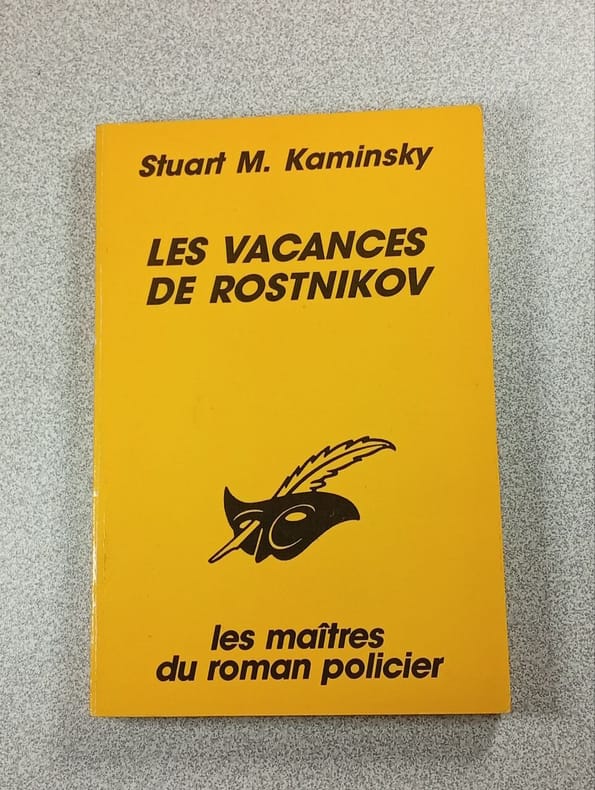 Stuart M. Kaminsky
LES VACANCES
DE ROSTNIKOV
les maîtres
du roman policier